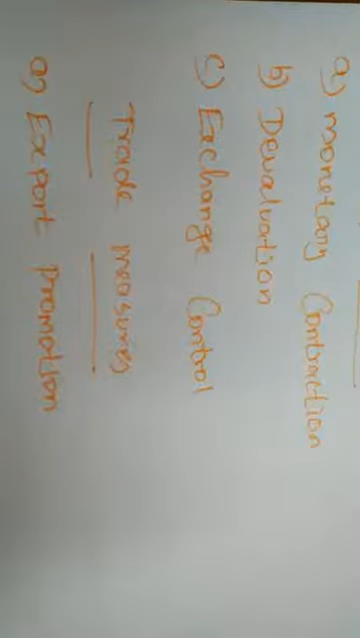 a) Monetary Contraction
b) Devaluation
c) Exchange Control
Trade measures
a) Export Promotion